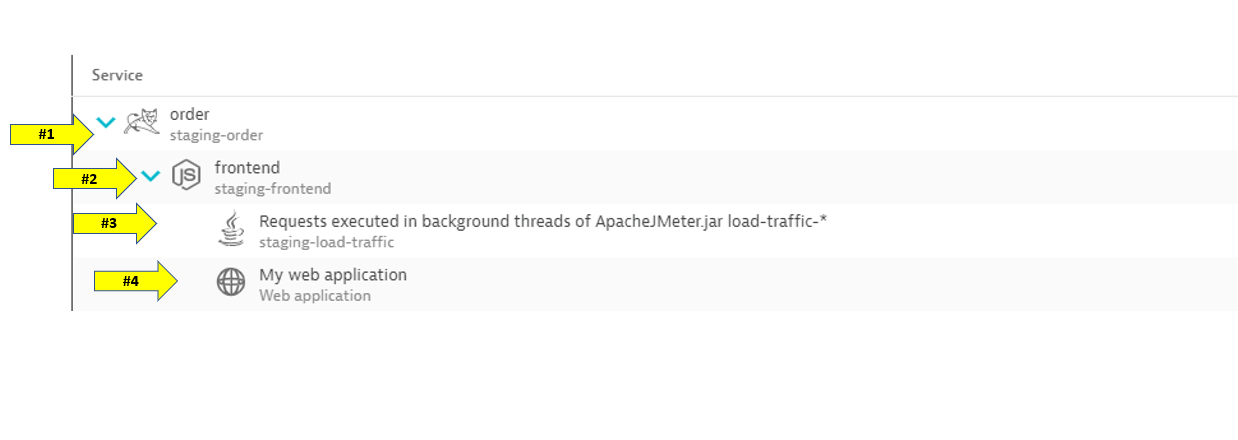 Service
#1
order
staging-order
#2
JS
frontend
staging-frontend
#3
Requests executed in background threads of ApacheJMeter.jar load-traffic-*
staging-load-traffic
#4
My web application
Web application